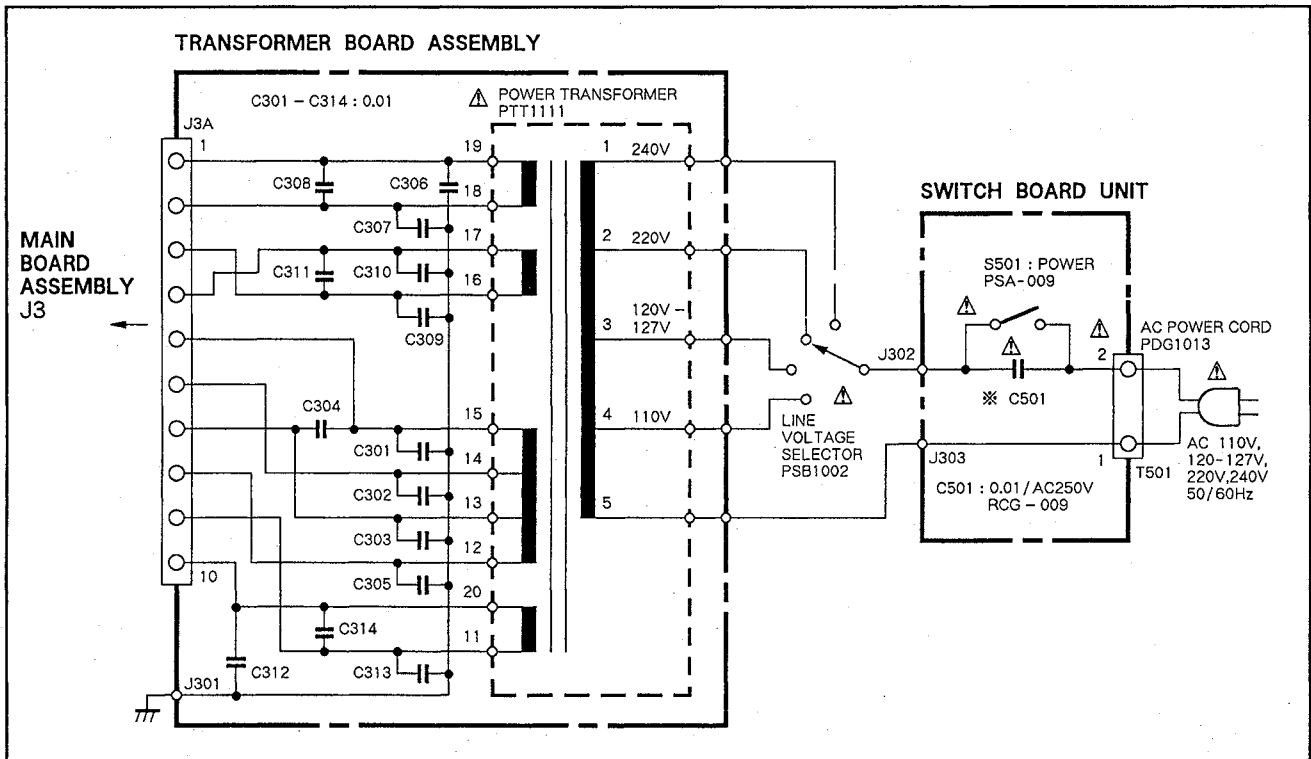 TRANSFORMER BOARD ASSEMBLY
C301 – C314 : 0.01
POWER TRANSFORMER
PTT1111
J3A
1
10
MAIN
BOARD
ASSEMBLY
J3
C308
C306
C307
C311
C310
C309
C304
C301
C302
C303
C305
C314
C312
C313
J301
19
18
17
16
15
14
13
12
20
11
1 240V
2 220V
3 120V –
127V
4 110V
5
LINE
VOLTAGE
SELECTOR
PSB1002
J302
J303
SWITCH BOARD UNIT
S501 : POWER
PSA-009
※ C501
C501 : 0.01/AC250V
RCG – 009
2
1
T501
AC POWER CORD
PDG1013
AC 110V,
120-127V,
220V,240V
50/60Hz